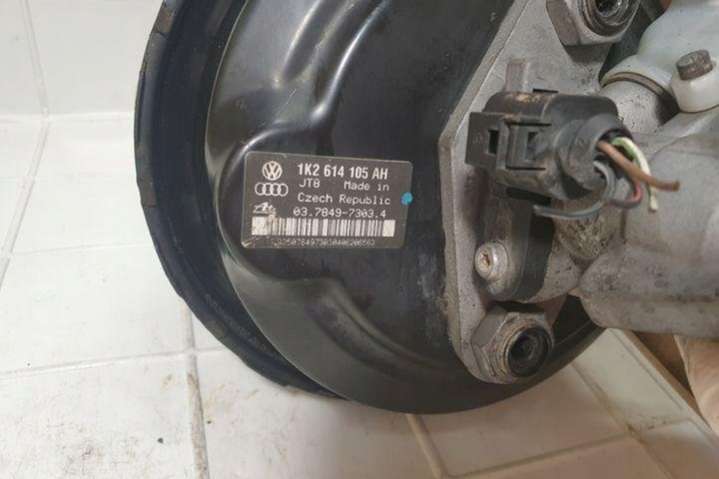 1K2 614 105 AH
JT8 Made in
Czech Republic
03.7849-7303.4